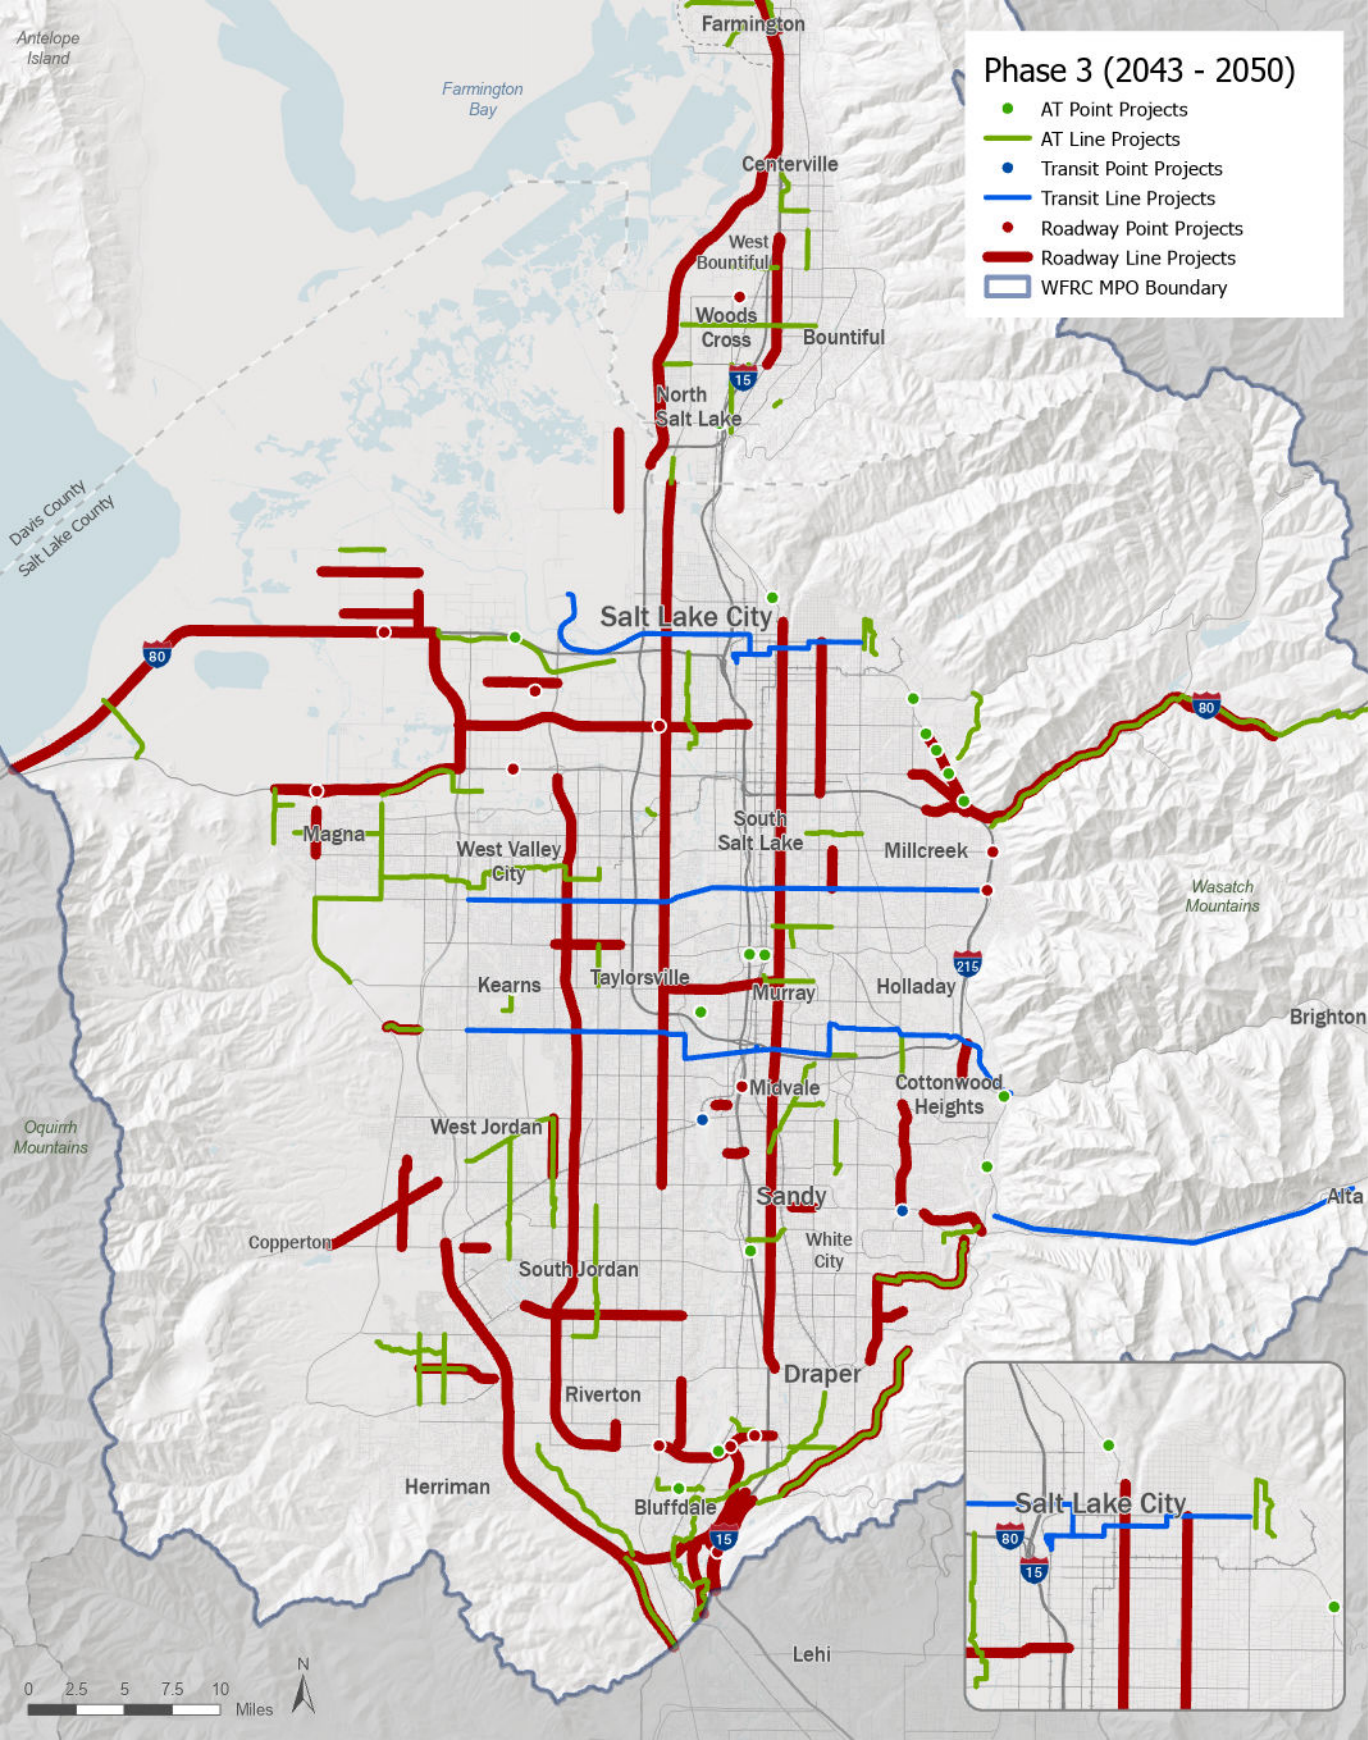 Farmington
Antelope
Island
Farmington
Bay
Phase 3 (2043 - 2050)
AT Point Projects
AT Line Projects
Transit Point Projects
Transit Line Projects
Roadway Point Projects
Roadway Line Projects
WFRC MPO Boundary
Centerville
West
Bountiful
Woods
Cross
Bountiful
15
North
Salt Lake
Davis County
Salt Lake County
Salt Lake City
80
80
South
Salt Lake
Magna
West Valley
City
Millcreek
Wasatch
Mountains
215
Taylorsville
Kearns
Murray
Holladay
Brighton
Midvale
Cottonwood
Heights
Oquirrh
Mountains
West Jordan
Sandy
Alta
Copperton
White
City
South Jordan
Draper
Riverton
Herriman
Bluffdale
15
Salt Lake City
80
15
Lehi
N
0 2.5 5 7.5 10
Miles